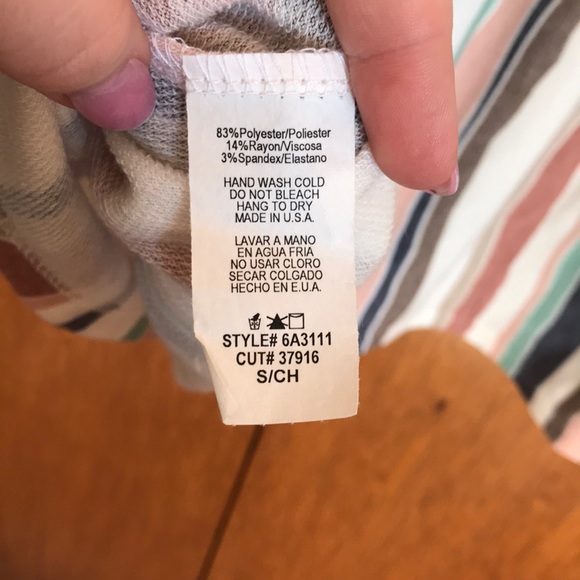 83%Polyester/Poliester
14%Rayon/Viscosa
3%Spandex/Elastano
HAND WASH COLD
DO NOT BLEACH
HANG TO DRY
MADE IN U.S.A.
LAVAR A MANO
EN AGUA FRIA
NO USAR CLORO
SECAR COLGADO
HECHO EN E.U.A.
STYLE# 6A3111
CUT# 37916
S/CH